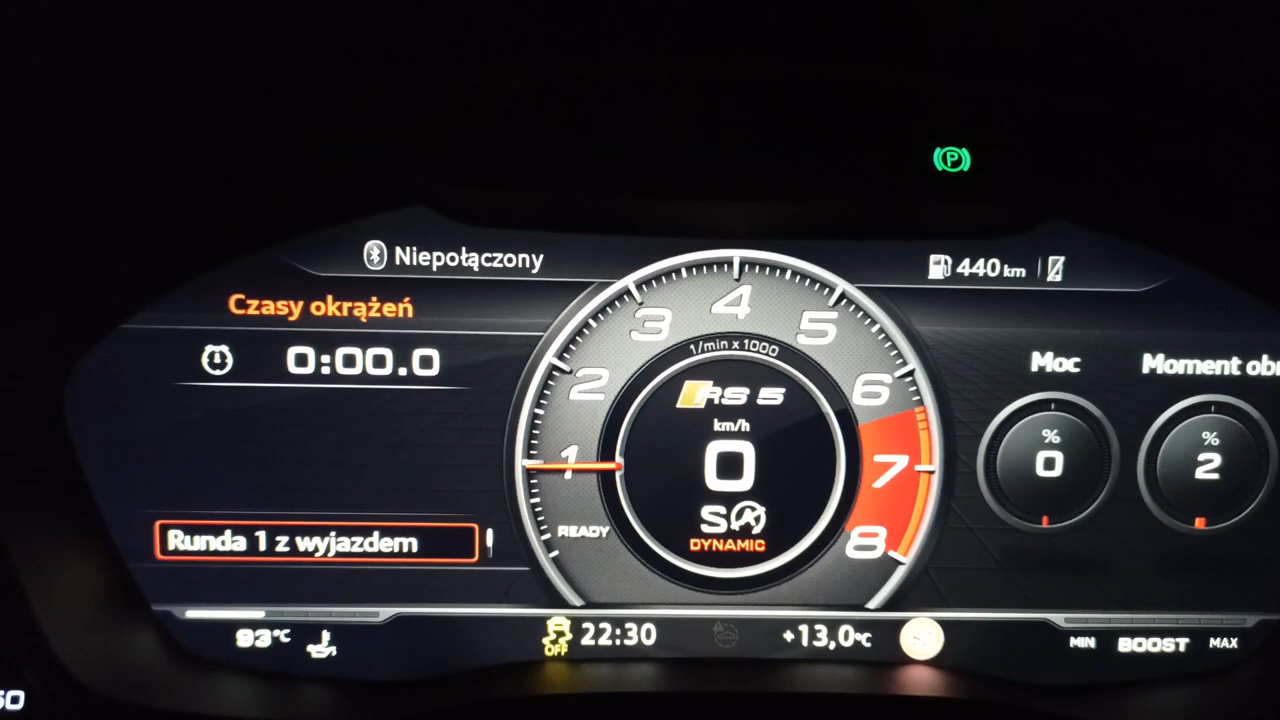 P
Niepołączony
440 km
Czasy okrążeń
0:00.0
1 2 3 4 5 6 7 8
1/min x 1000
RS 5
km/h
0
S A
DYNAMIC
READY
Moc
%
0
Moment ob
%
2
Runda 1 z wyjazdem
93°C
OFF
22:30
+13,0°C
MIN BOOST MAX